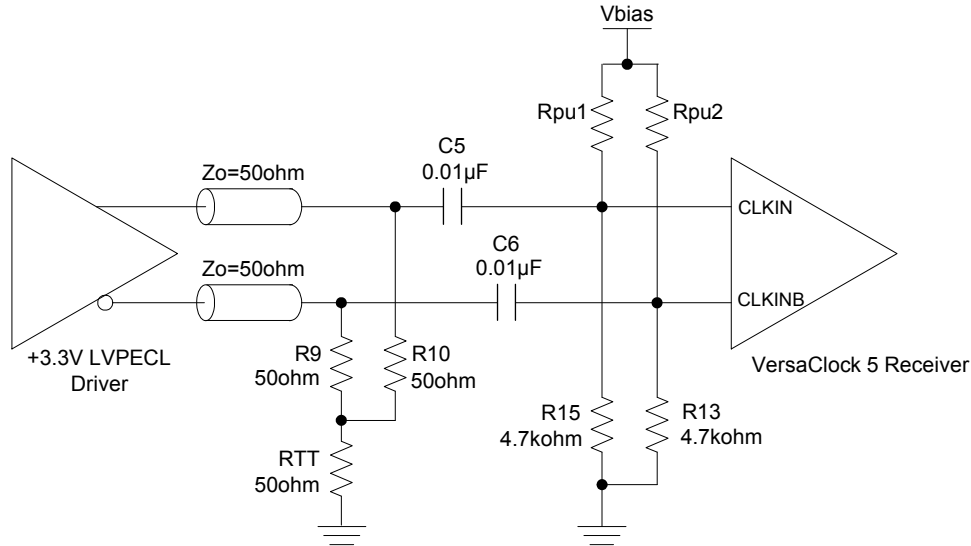 Vbias
Rpu1
Rpu2
C5
0.01µF
Zo=50ohm
CLKIN
C6
0.01µF
Zo=50ohm
CLKINB
+3.3V LVPECL
Driver
R9
50ohm
R10
50ohm
VersaClock 5 Receiver
R15
4.7kohm
R13
4.7kohm
RTT
50ohm